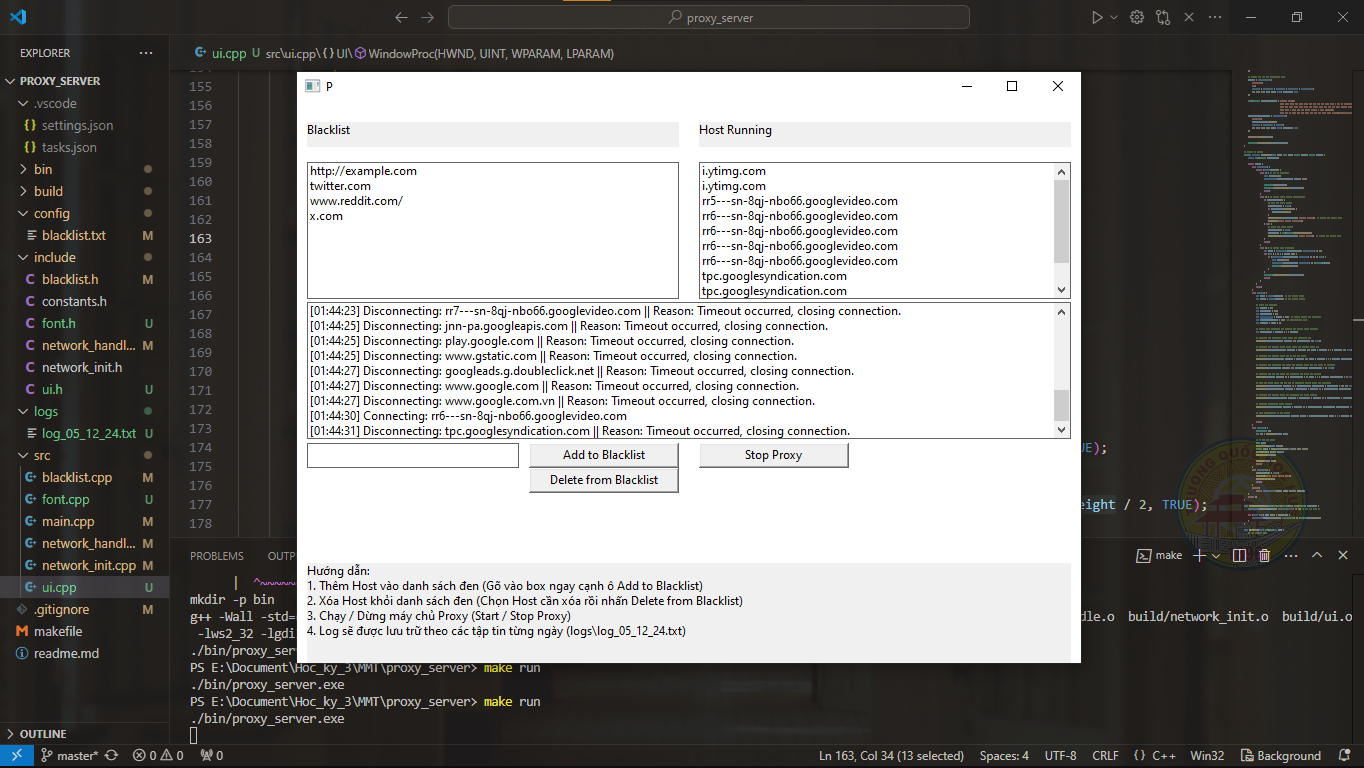 proxy_server
EXPLORER
ui.cpp U src\ui.cpp\ {} UI\ WindowProc(HWND, UINT, WPARAM, LPARAM)
PROXY_SERVER
.vscode
{} settings.json
{} tasks.json
bin
build
config
blacklist.txt M
include
C blacklist.h M
C constants.h
C font.h U
C network_handl... M
C network_init.h
C ui.h U
logs
log_05_12_24.txt U
src
blacklist.cpp M
font.cpp U
main.cpp M
network_handl... M
network_init.cpp M
ui.cpp U
.gitignore
M makefile
readme.md
OUTLINE
155
156
157
158
159
160
161
162
163
164
165
166
167
168
169
170
171
172
173
174
175
176
177
178
UE);
eight / 2, TRUE);
P
Blacklist
Host Running
http://example.com
twitter.com
www.reddit.com/
x.com
i.ytimg.com
i.ytimg.com
rr5---sn-8qj-nbo66.googlevideo.com
rr6---sn-8qj-nbo66.googlevideo.com
rr6---sn-8qj-nbo66.googlevideo.com
rr6---sn-8qj-nbo66.googlevideo.com
rr6---sn-8qj-nbo66.googlevideo.com
tpc.googlesyndication.com
tpc.googlesyndication.com
[01:44:23] Disconnecting: rr7---sn-8qj-nbo66.googlevideo.com || Reason: Timeout occurred, closing connection.
[01:44:25] Disconnecting: jnn-pa.googleapis.com || Reason: Timeout occurred, closing connection.
[01:44:25] Disconnecting: play.google.com || Reason: Timeout occurred, closing connection.
[01:44:25] Disconnecting: www.gstatic.com || Reason: Timeout occurred, closing connection.
[01:44:27] Disconnecting: googleads.g.doubleclick.net || Reason: Timeout occurred, closing connection.
[01:44:27] Disconnecting: www.google.com || Reason: Timeout occurred, closing connection.
[01:44:27] Disconnecting: www.google.com.vn || Reason: Timeout occurred, closing connection.
[01:44:30] Connecting: rr6---sn-8qj-nbo66.googlevideo.com
[01:44:31] Disconnecting: tpc.googlesyndication.com || Reason: Timeout occurred, closing connection.
Add to Blacklist
Stop Proxy
Delete from Blacklist
Hướng dẫn:
1. Thêm Host vào danh sách đen (Gõ vào box ngay cạnh ô Add to Blacklist)
2. Xóa Host khỏi danh sách đen (Chọn Host cần xóa rồi nhấn Delete from Blacklist)
3. Chạy / Dừng máy chủ Proxy (Start / Stop Proxy)
4. Log sẽ được lưu trữ theo các tập tin từng ngày (logs\log_05_12_24.txt)
PROBLEMS OUTP
make
| ^~~~~~
mkdir -p bin
g++ -Wall -std= dle.o build/network_init.o build/ui.o
-lws2_32 -lgdi
./bin/proxy_serv
PS E:\Document\Hoc_ky_3\MMT\proxy_server> make run
./bin/proxy_server.exe
PS E:\Document\Hoc_ky_3\MMT\proxy_server> make run
./bin/proxy_server.exe
master* 0 0 0
Ln 163, Col 34 (13 selected) Spaces: 4 UTF-8 CRLF {} C++ Win32 Background